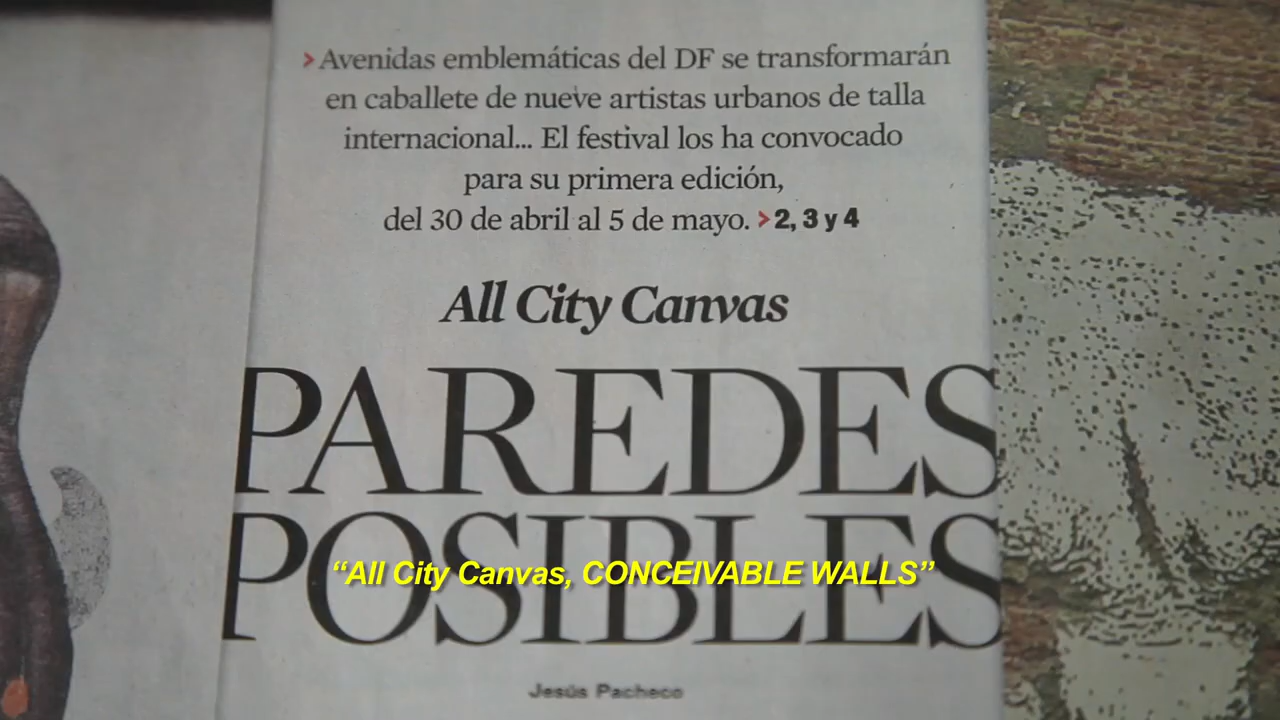 > Avenidas emblemáticas del DF se transformarán
en caballete de nueve artistas urbanos de talla
internacional... El festival los ha convocado
para su primera edición,
del 30 de abril al 5 de mayo. > 2, 3 y 4
All City Canvas
PAREDES
POSIBLES
“All City Canvas, CONCEIVABLE WALLS”
Jesús Pacheco